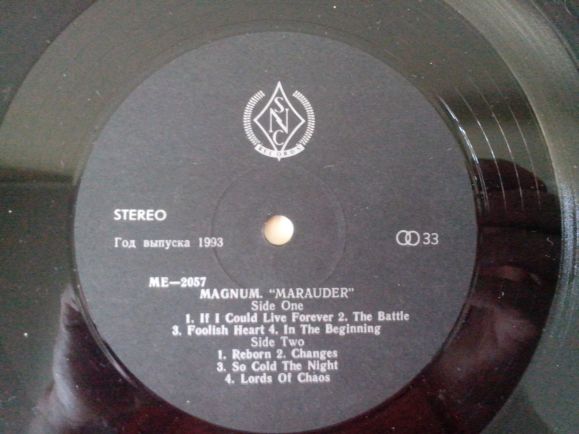 SNC
RECORDS
STEREO
Год выпуска 1993
33
ME—2057
MAGNUM. "MARAUDER"
Side One
1. If I Could Live Forever 2. The Battle
3. Foolish Heart 4. In The Beginning
Side Two
1. Reborn 2. Changes
3. So Cold The Night
4. Lords Of Chaos